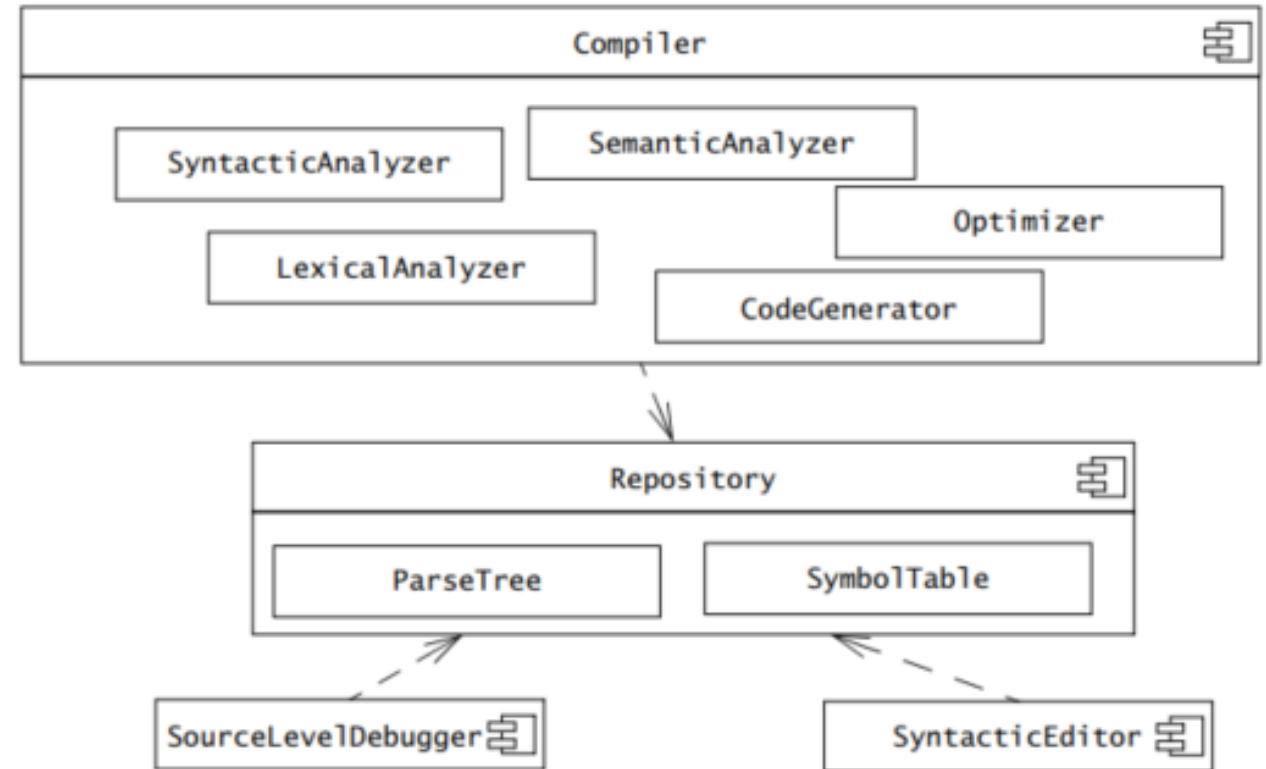 Compiler
SyntacticAnalyzer
SemanticAnalyzer
Optimizer
LexicalAnalyzer
CodeGenerator
Repository
ParseTree
SymbolTable
SourceLevelDebugger
SyntacticEditor